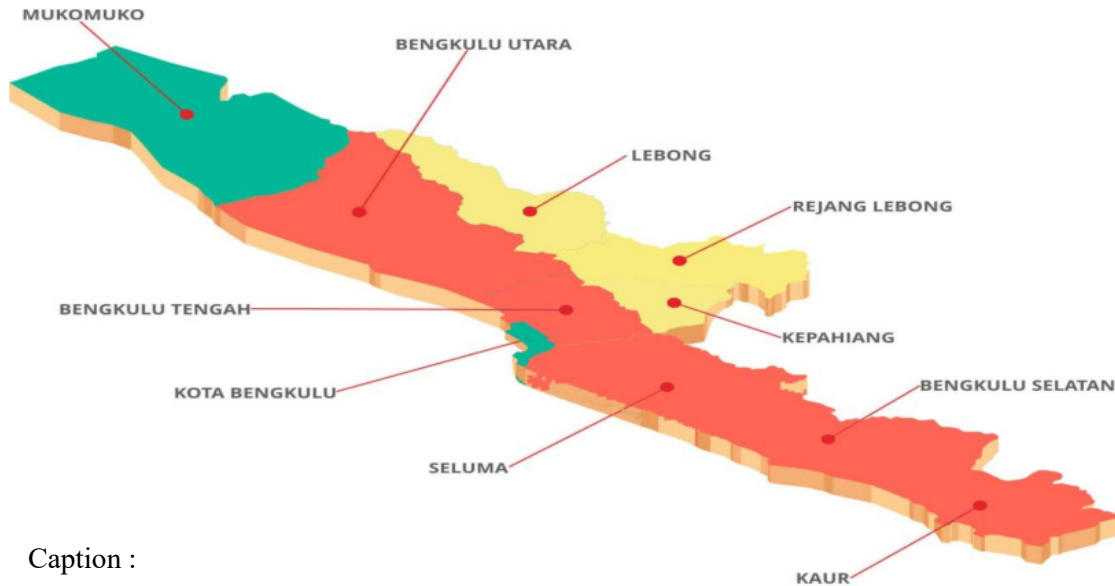 MUKOMUKO
BENGKULU UTARA
LEBONG
REJANG LEBONG
BENGKULU TENGAH
KEPAHIANG
KOTA BENGKULU
BENGKULU SELATAN
SELUMA
Caption :
KAUR